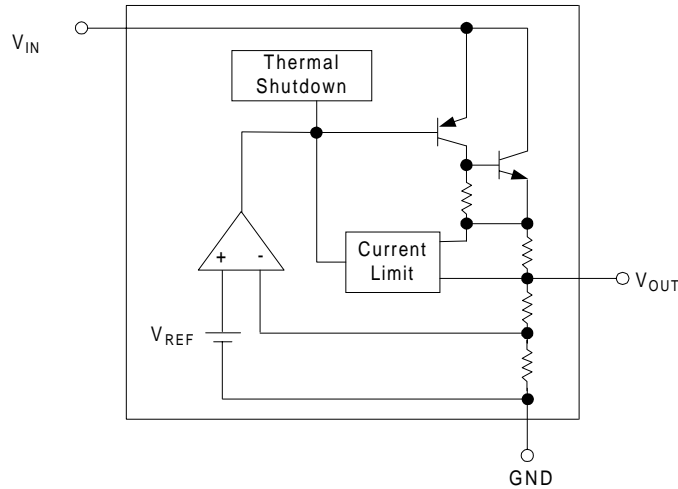 V_IN
Thermal
Shutdown
+ -
Current
Limit
V_OUT
V_REF
GND